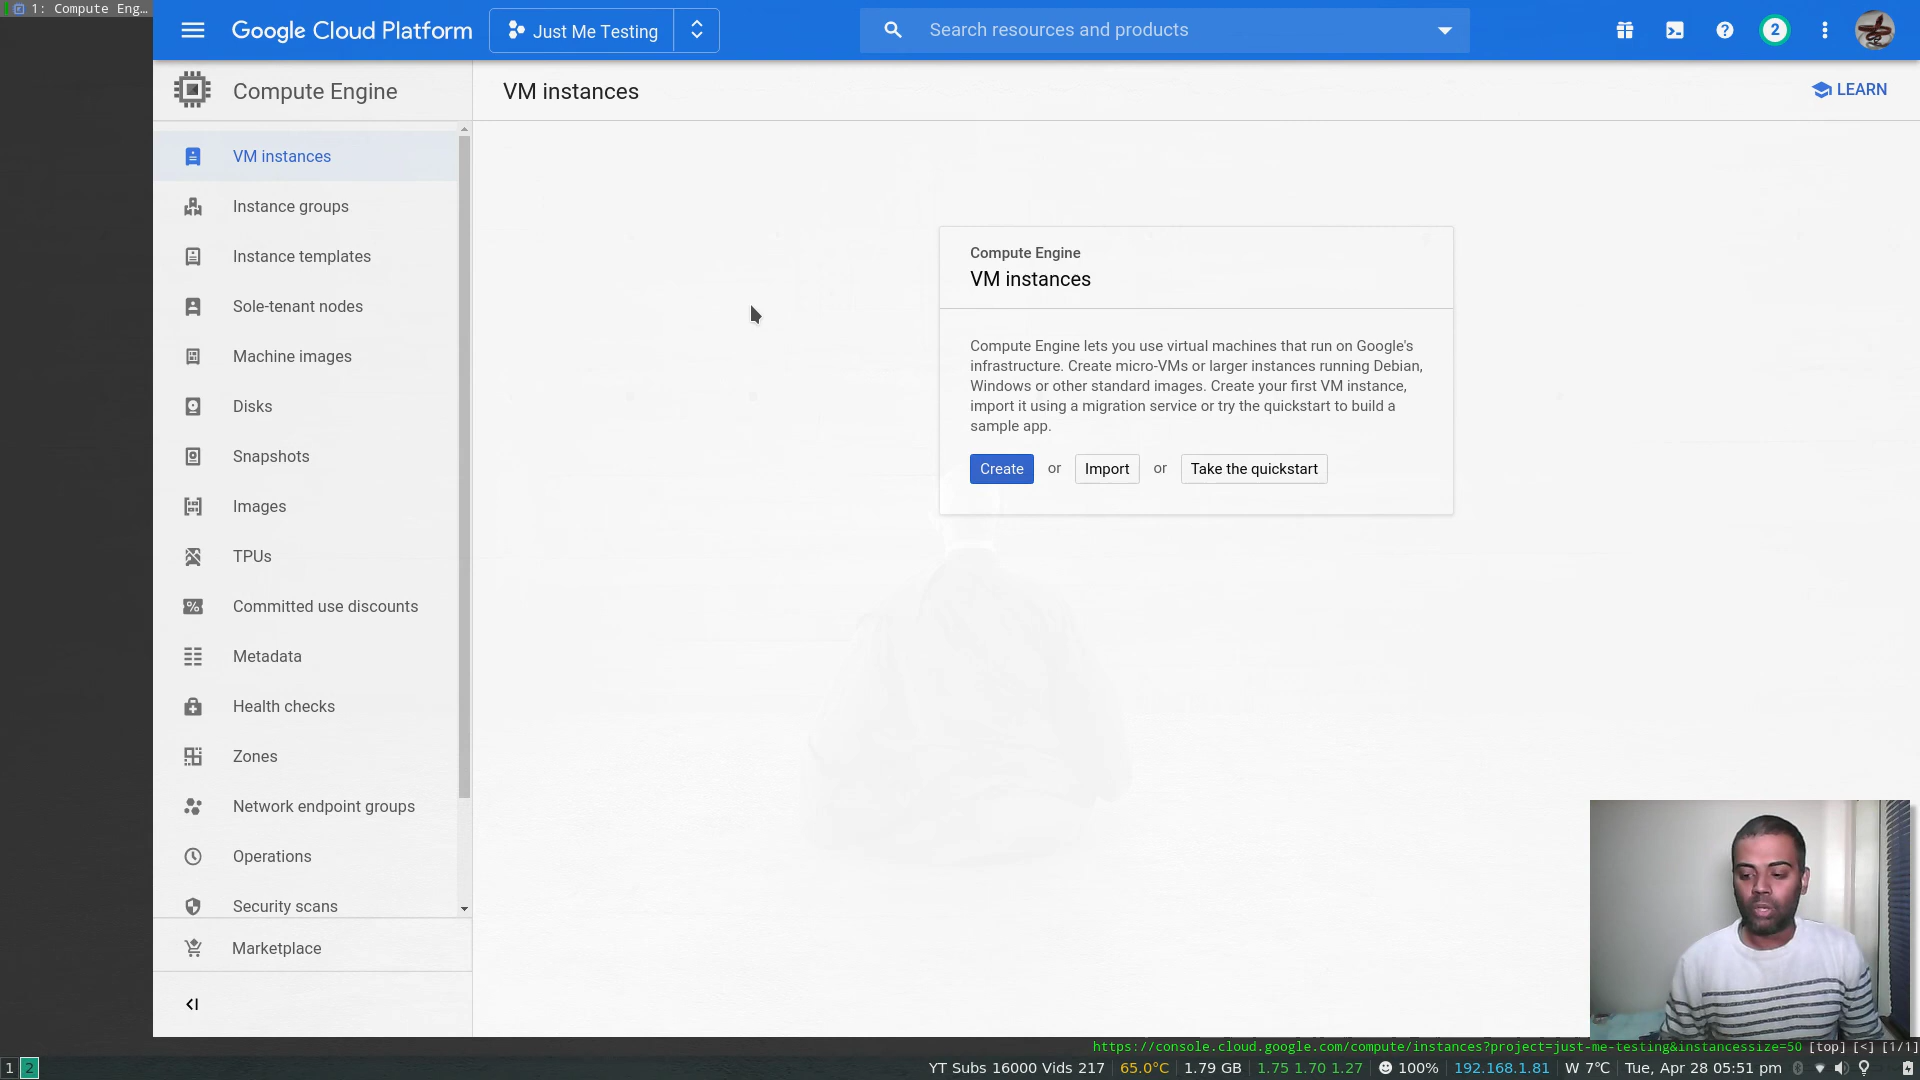 1: Compute Eng…
Google Cloud Platform
Just Me Testing
Search resources and products
2
Compute Engine
VM instances
LEARN
VM instances
Instance groups
Instance templates
Sole-tenant nodes
Machine images
Disks
Snapshots
Images
TPUs
Committed use discounts
Metadata
Health checks
Zones
Network endpoint groups
Operations
Security scans
Marketplace
Compute Engine
VM instances
Compute Engine lets you use virtual machines that run on Google's
infrastructure. Create micro-VMs or larger instances running Debian,
Windows or other standard images. Create your first VM instance,
import it using a migration service or try the quickstart to build a
sample app.
Create or Import or Take the quickstart
https://console.cloud.google.com/compute/instances?project=just-me-testing&instancessize=50 [top] [<] [1/1]
1 2 YT Subs 16000 Vids 217 65.0°C 1.79 GB 1.75 1.70 1.27 100% 192.168.1.81 W 7°C Tue, Apr 28 05:51 pm